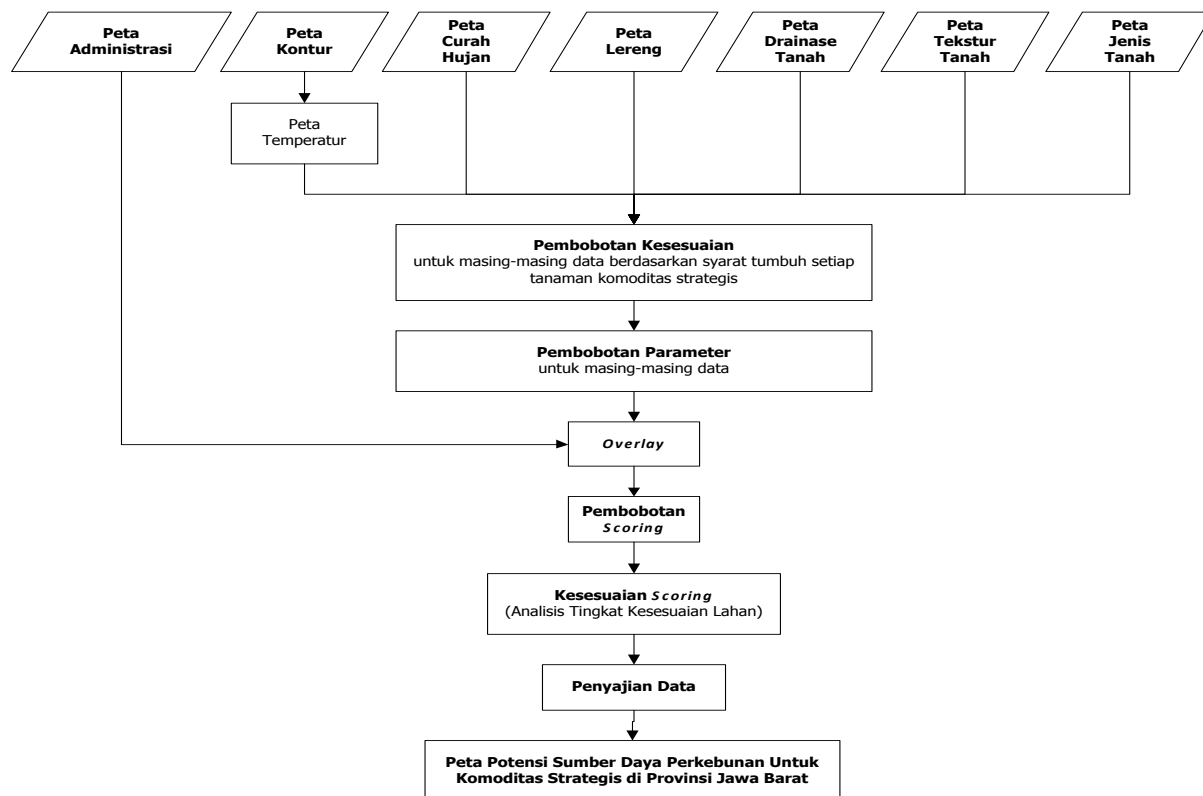 Peta
Administrasi
Peta
Kontur
Peta
Curah
Hujan
Peta
Lereng
Peta
Drainase
Tanah
Peta
Tekstur
Tanah
Peta
Jenis
Tanah
Peta
Temperatur
Pembobotan Kesesuaian
untuk masing-masing data berdasarkan syarat tumbuh setiap
tanaman komoditas strategis
Pembobotan Parameter
untuk masing-masing data
Overlay
Pembobotan
Scoring
Kesesuaian Scoring
(Analisis Tingkat Kesesuaian Lahan)
Penyajian Data
Peta Potensi Sumber Daya Perkebunan Untuk
Komoditas Strategis di Provinsi Jawa Barat